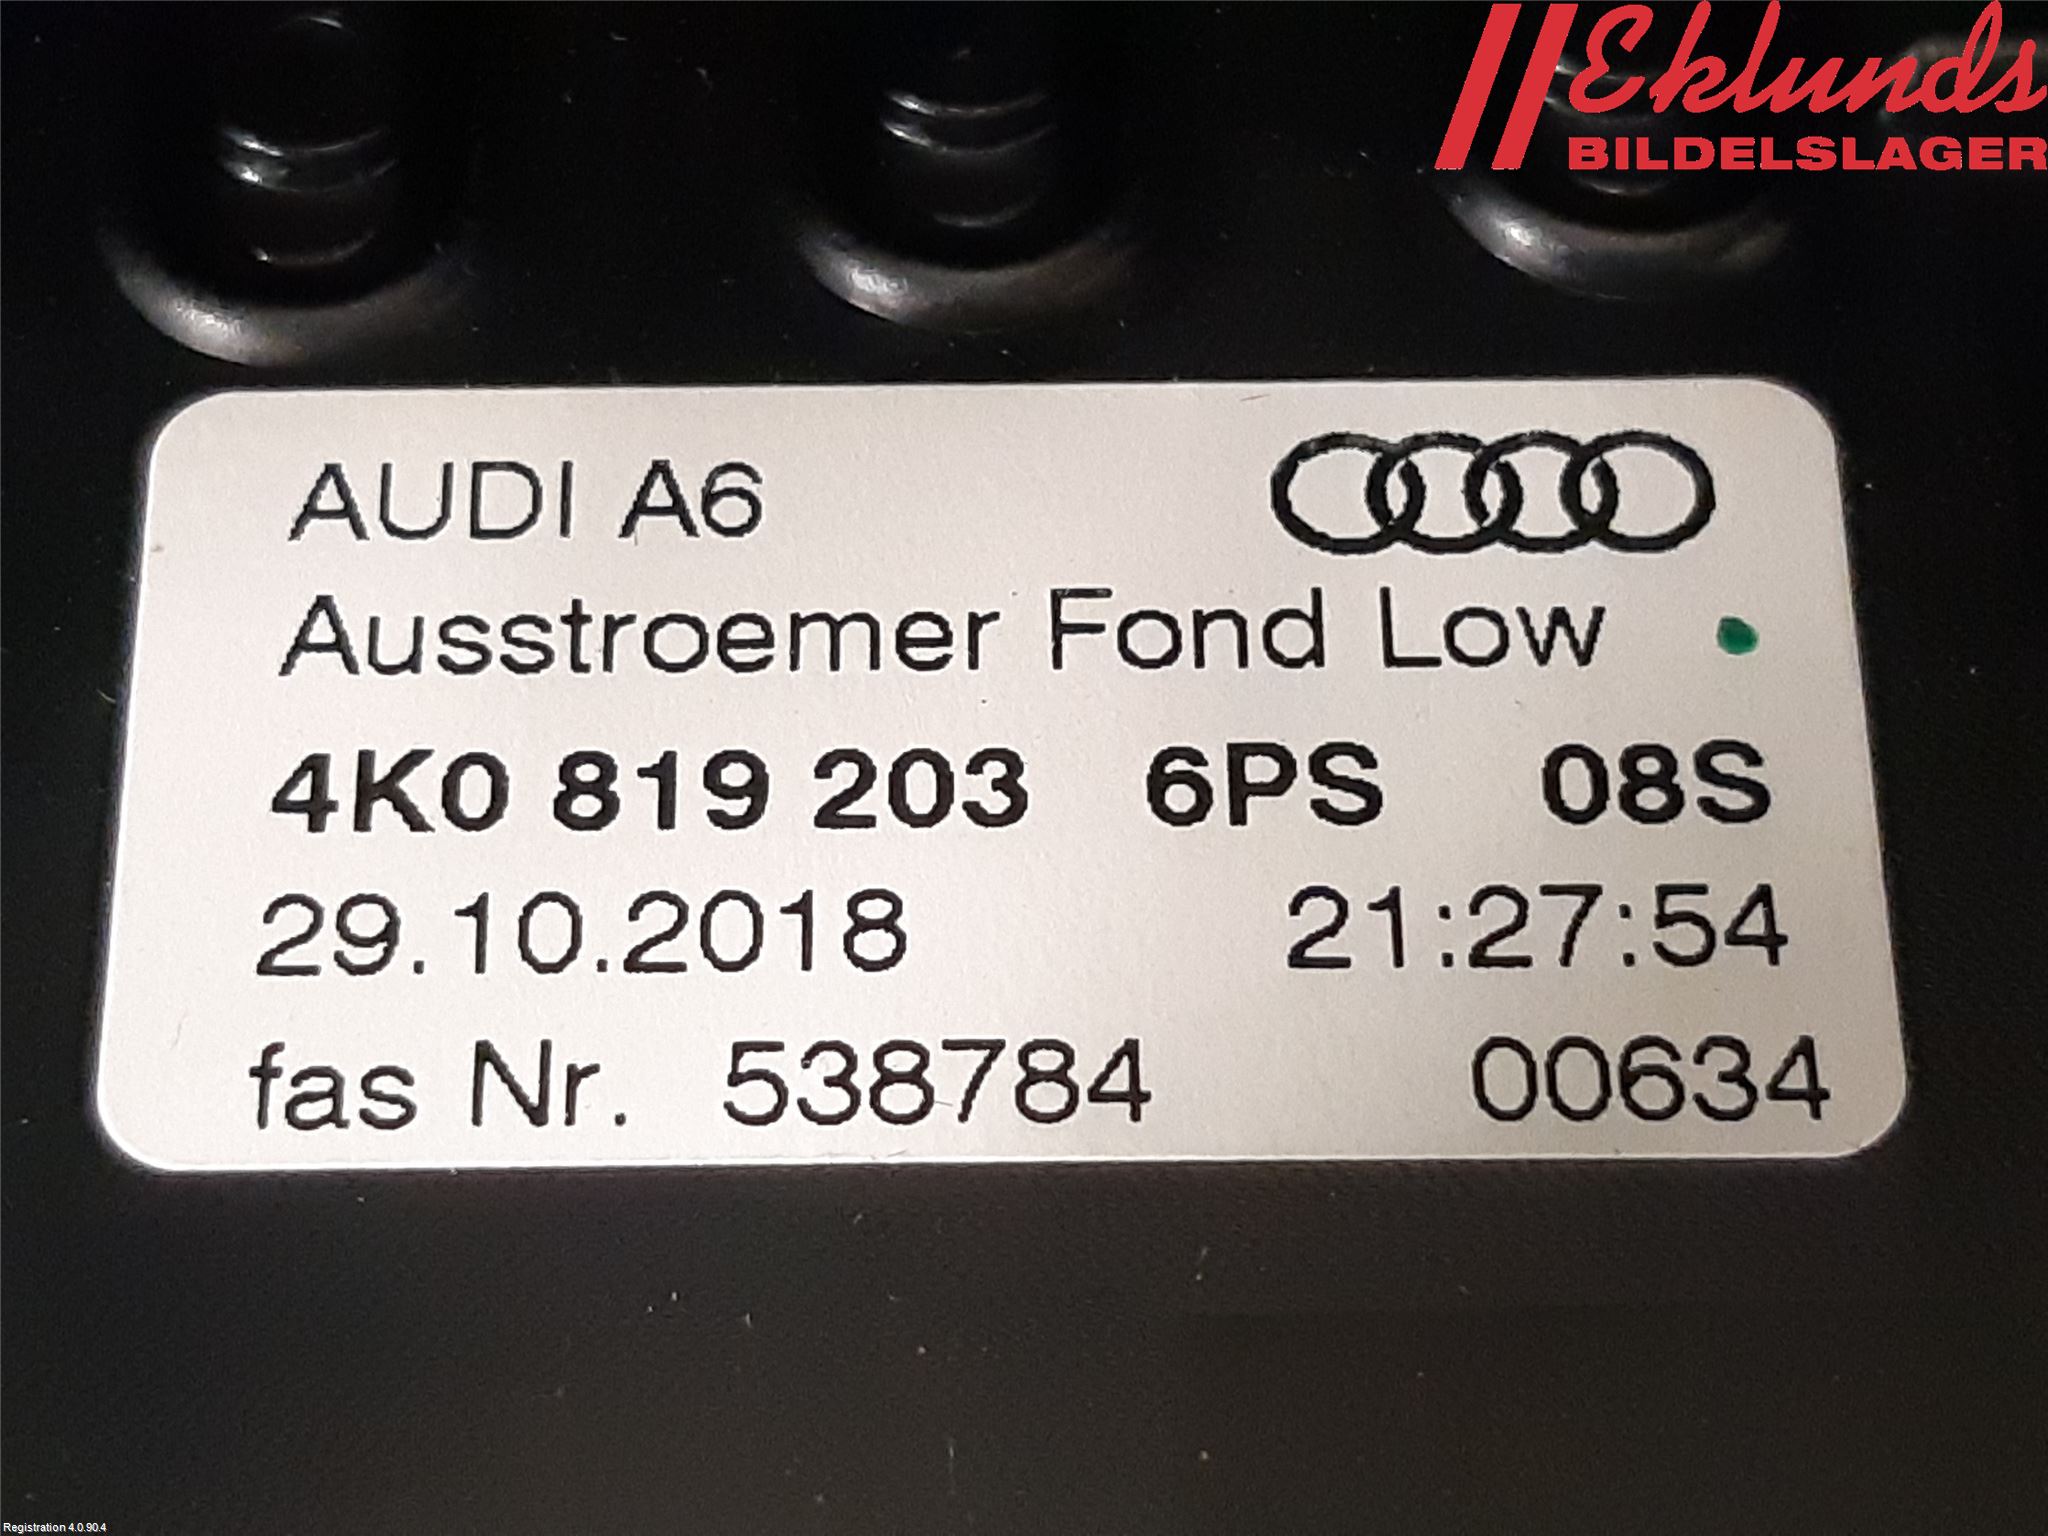 Eklunds
BILDELSLAGER
AUDI A6
Ausstroemer Fond Low
4K0 819 203 6PS 08S
29.10.2018 21:27:54
fas Nr. 538784 00634
Registration 4.0.90.4